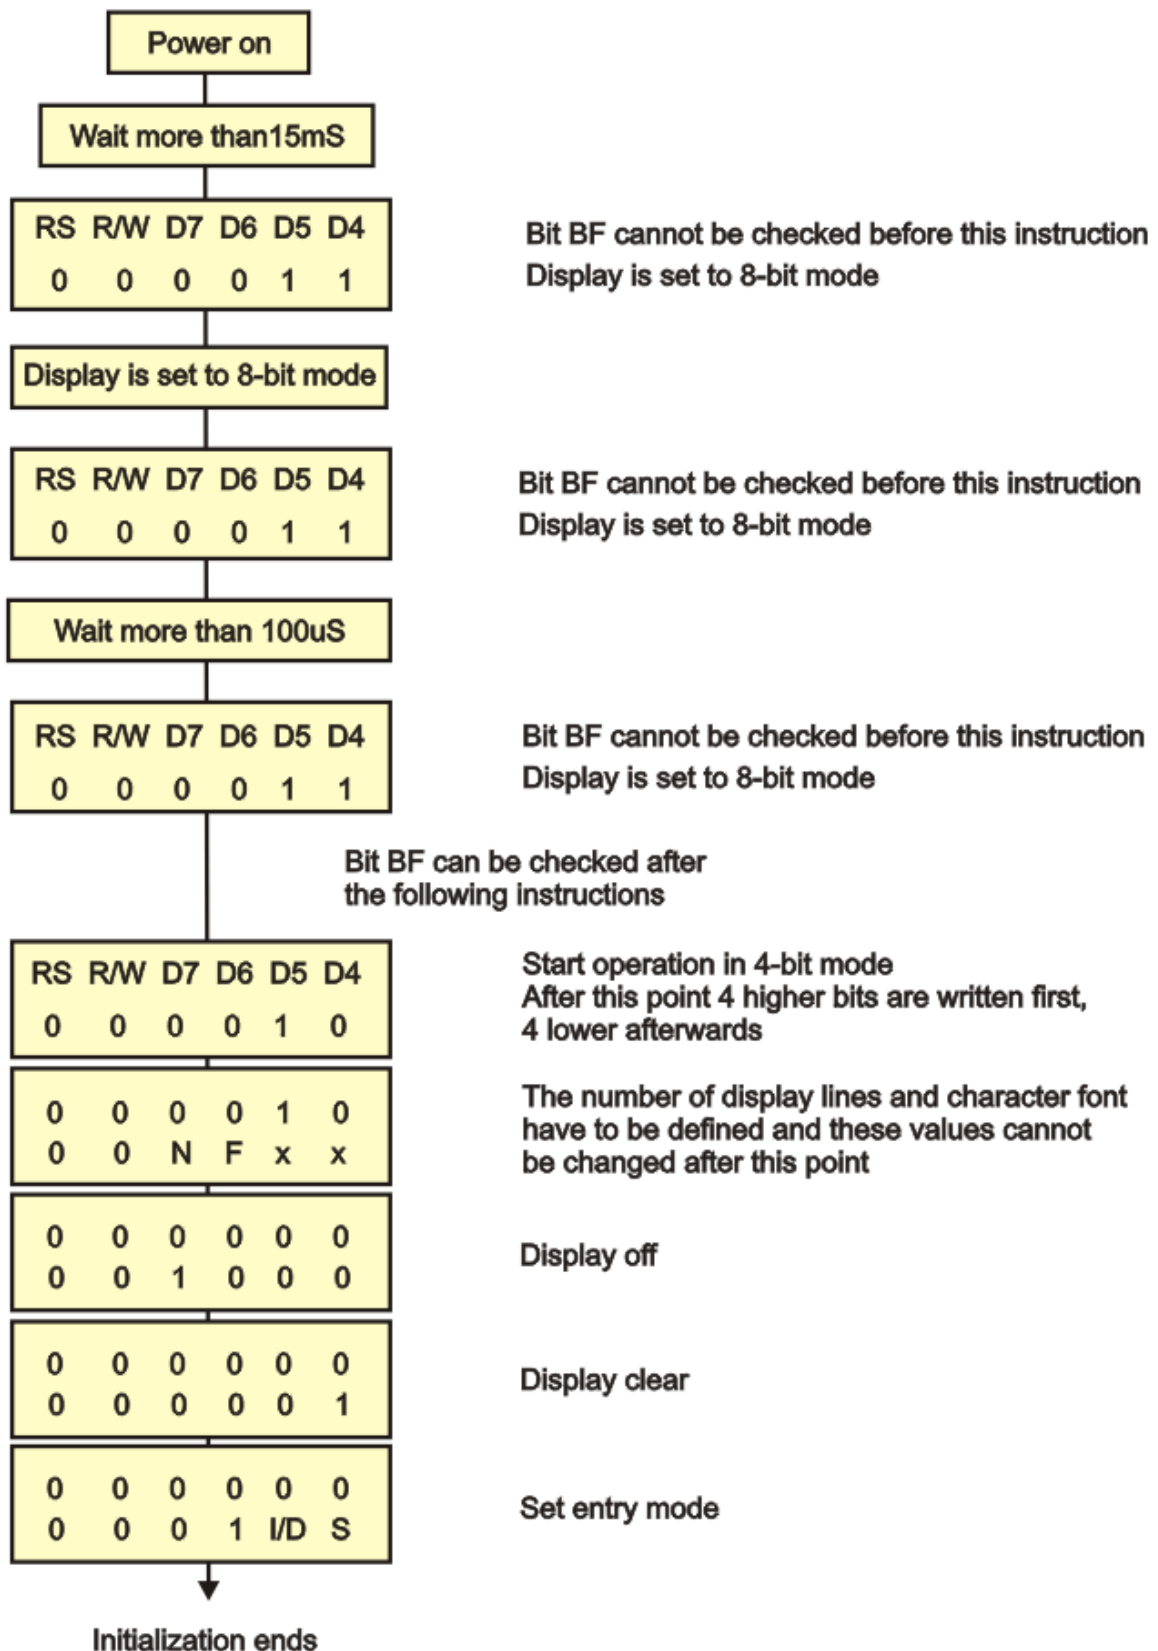 Power on
Wait more than15mS
RS R/W D7 D6 D5 D4
0 0 0 0 1 1
Bit BF cannot be checked before this instruction
Display is set to 8-bit mode
Display is set to 8-bit mode
RS R/W D7 D6 D5 D4
0 0 0 0 1 1
Bit BF cannot be checked before this instruction
Display is set to 8-bit mode
Wait more than 100uS
RS R/W D7 D6 D5 D4
0 0 0 0 1 1
Bit BF cannot be checked before this instruction
Display is set to 8-bit mode
Bit BF can be checked after
the following instructions
RS R/W D7 D6 D5 D4
0 0 0 0 1 0
Start operation in 4-bit mode
After this point 4 higher bits are written first,
4 lower afterwards
0 0 0 0 1 0
0 0 N F x x
The number of display lines and character font
have to be defined and these values cannot
be changed after this point
0 0 0 0 0 0
0 0 1 0 0 0
Display off
0 0 0 0 0 0
0 0 0 0 0 1
Display clear
0 0 0 0 0 0
0 0 0 1 I/D S
Set entry mode
Initialization ends